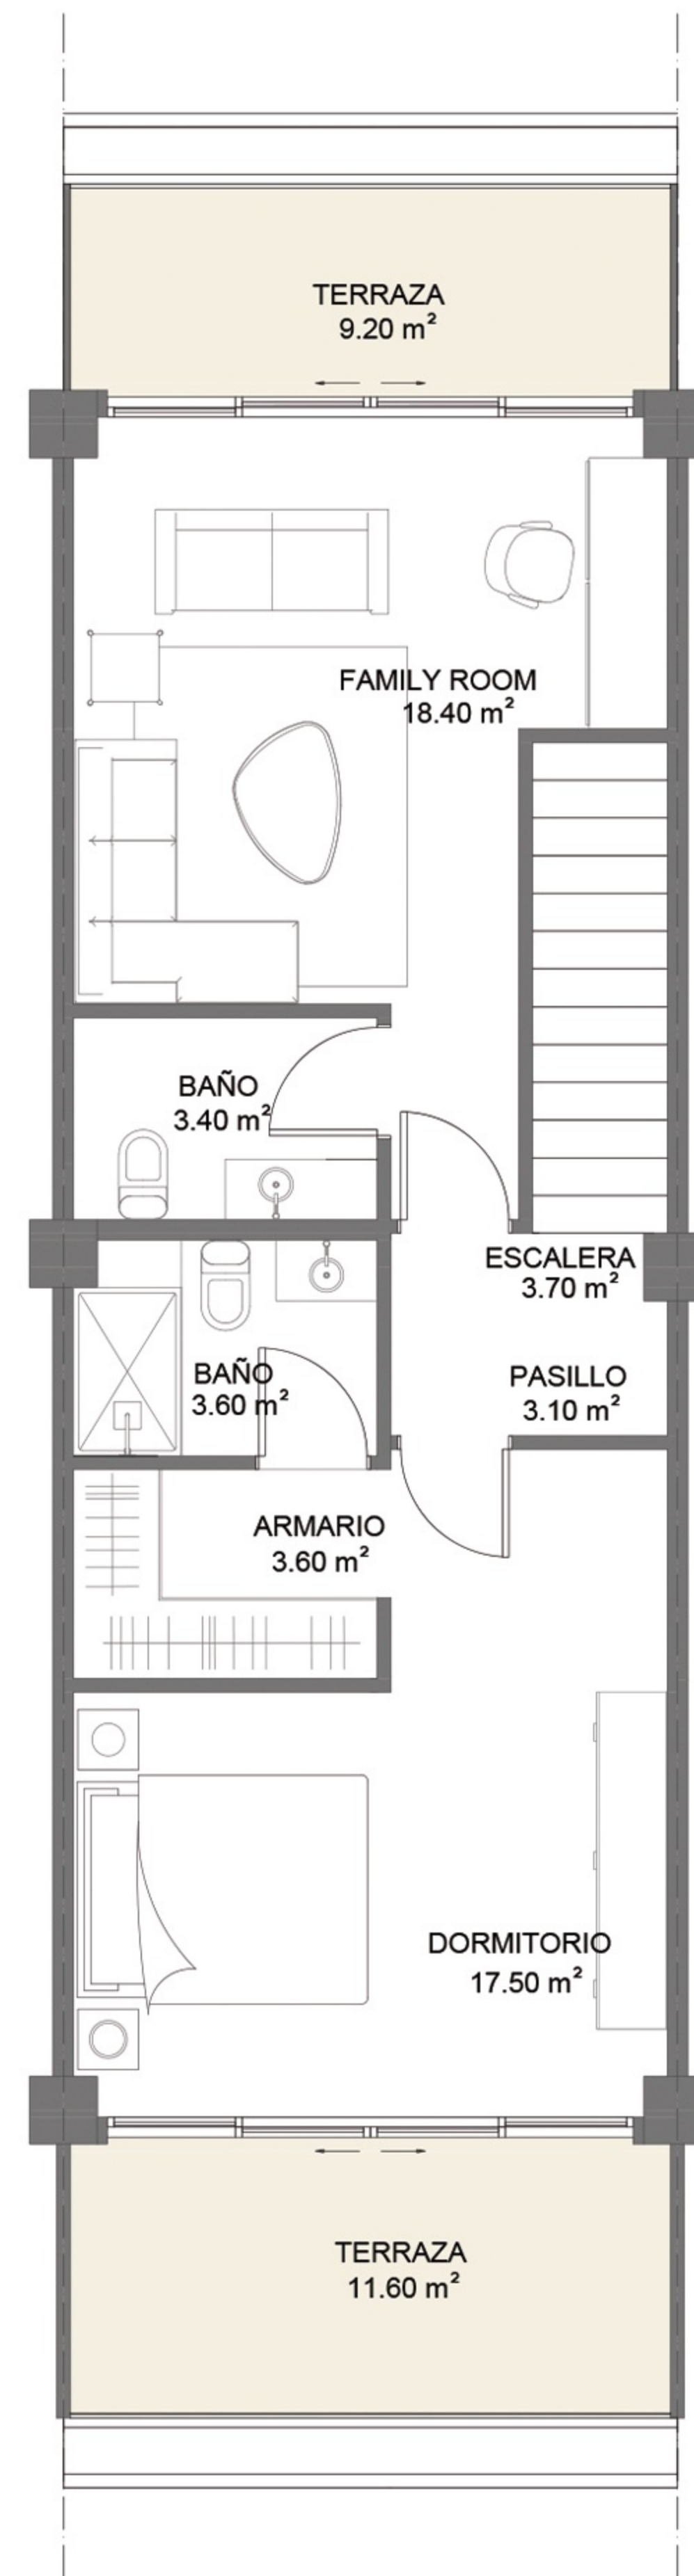 TERRAZA
9.20 m²
FAMILY ROOM
18.40 m²
BAÑO
3.40 m²
ESCALERA
3.70 m²
BAÑO
3.60 m²
PASILLO
3.10 m²
ARMARIO
3.60 m²
DORMITORIO
17.50 m²
TERRAZA
11.60 m²